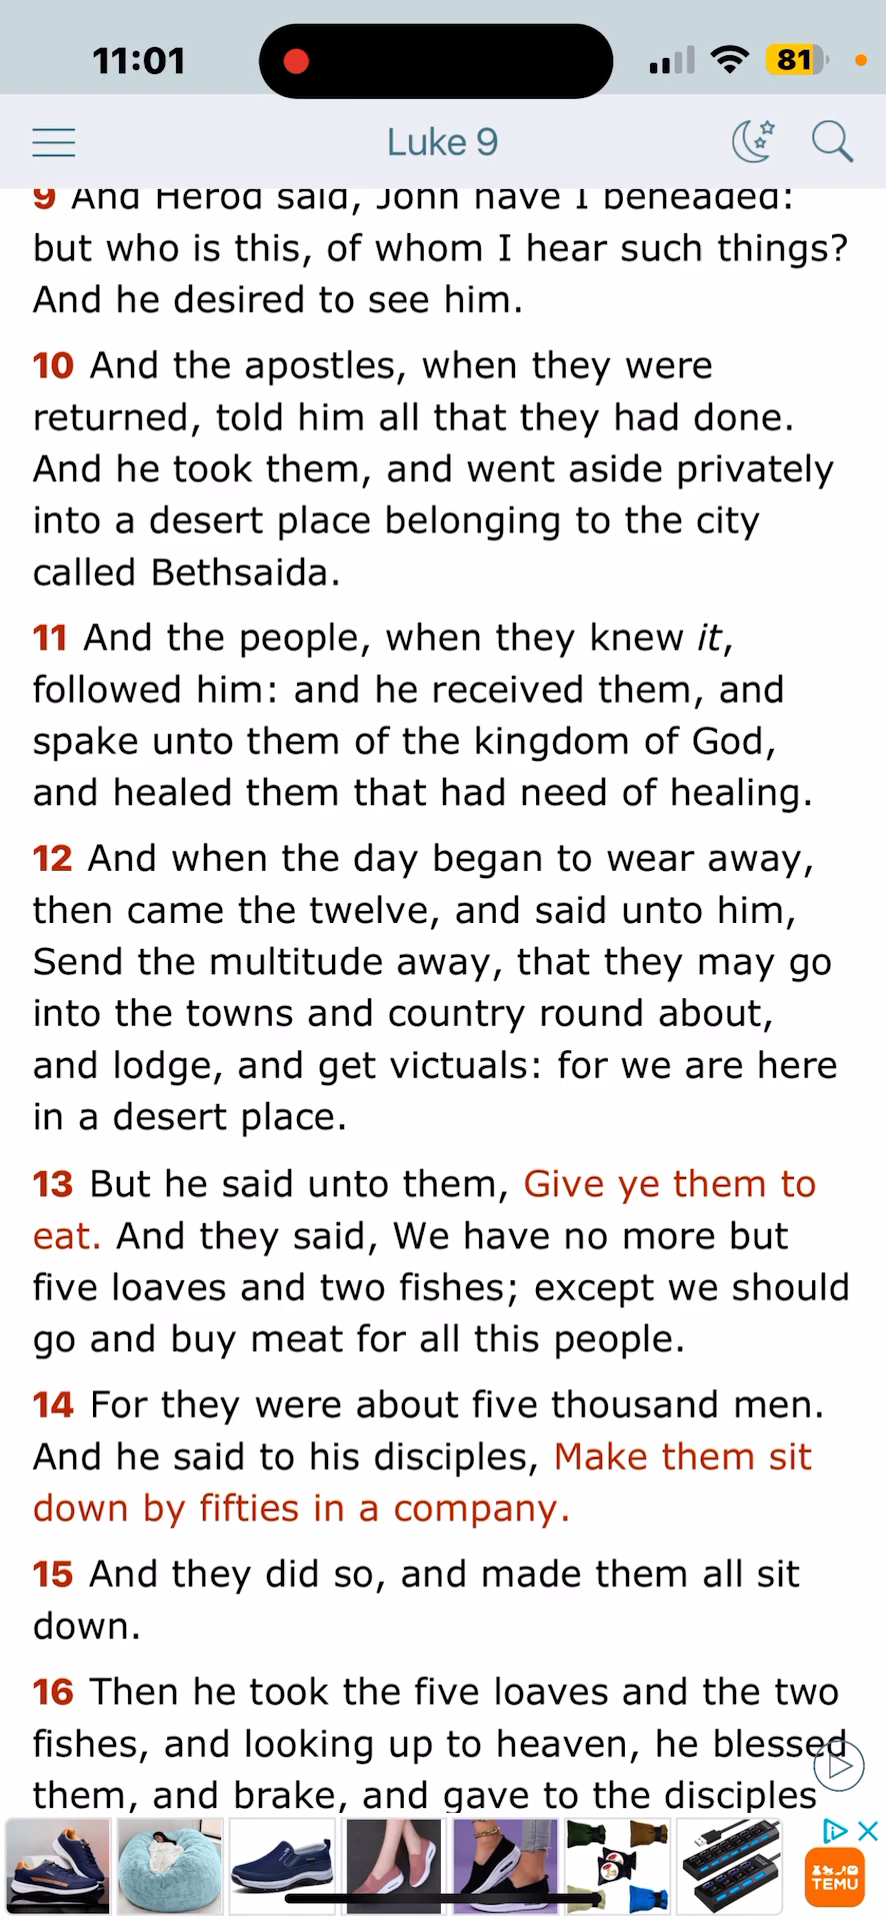 11:01
81
Luke 9
9 And Herod said, John have I beheaded:
but who is this, of whom I hear such things?
And he desired to see him.
10 And the apostles, when they were
returned, told him all that they had done.
And he took them, and went aside privately
into a desert place belonging to the city
called Bethsaida.
11 And the people, when they knew it,
followed him: and he received them, and
spake unto them of the kingdom of God,
and healed them that had need of healing.
12 And when the day began to wear away,
then came the twelve, and said unto him,
Send the multitude away, that they may go
into the towns and country round about,
and lodge, and get victuals: for we are here
in a desert place.
13 But he said unto them, Give ye them to
eat. And they said, We have no more but
five loaves and two fishes; except we should
go and buy meat for all this people.
14 For they were about five thousand men.
And he said to his disciples, Make them sit
down by fifties in a company.
15 And they did so, and made them all sit
down.
16 Then he took the five loaves and the two
fishes, and looking up to heaven, he blessed
them, and brake, and gave to the disciples
TEMU